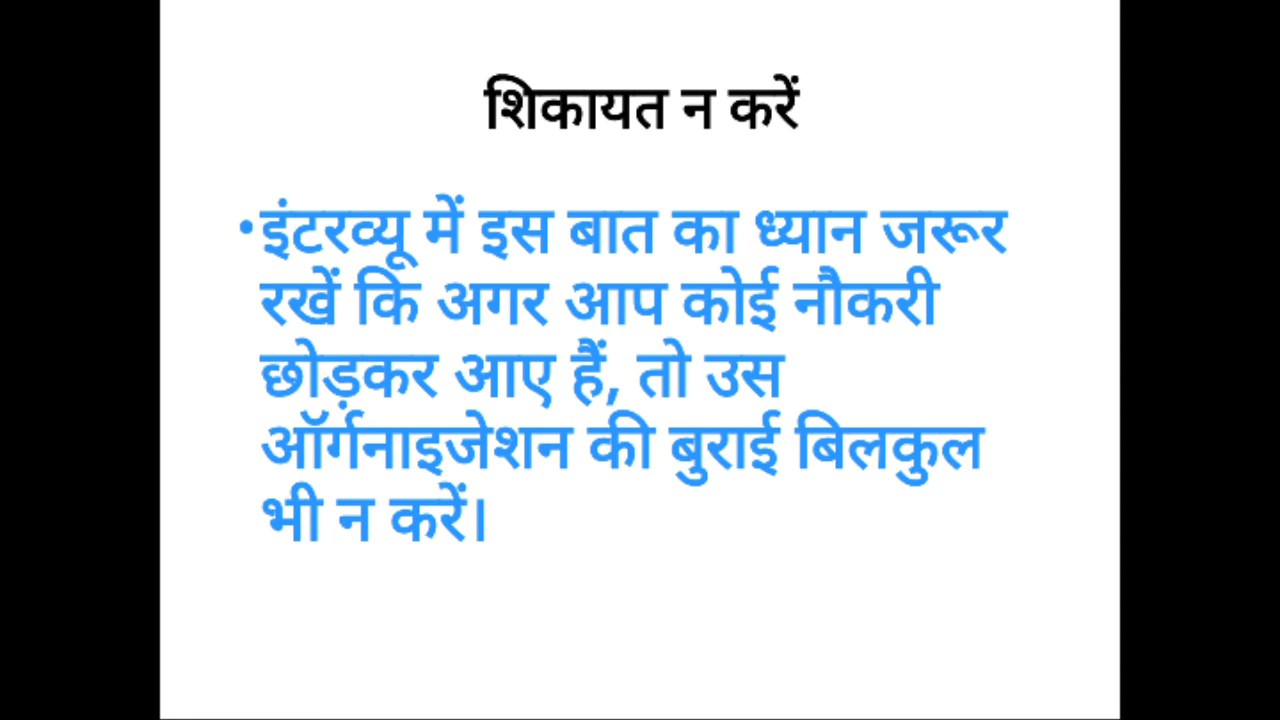 शिकायत न करें
•इंटरव्यू में इस बात का ध्यान जरूर
रखें कि अगर आप कोई नौकरी
छोड़कर आए हैं, तो उस
ऑर्गनाइजेशन की बुराई बिलकुल
भी न करें।